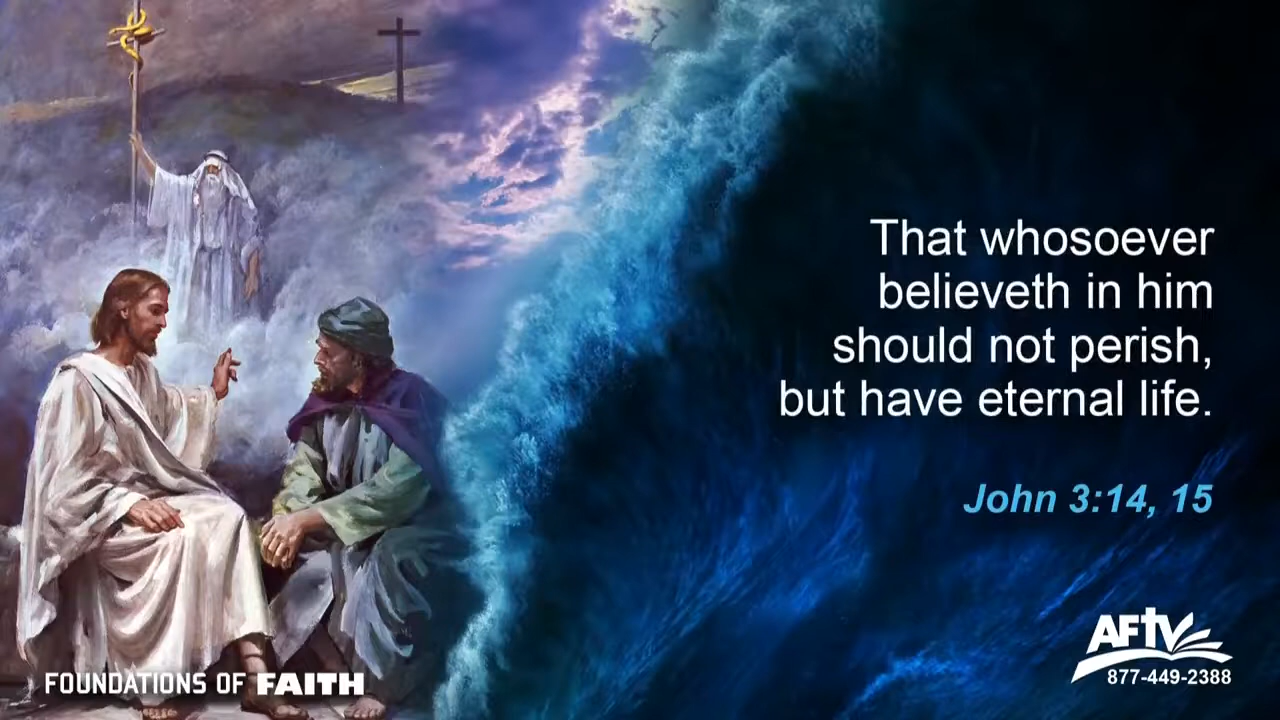 That whosoever
believeth in him
should not perish,
but have eternal life.
John 3:14, 15
FOUNDATIONS OF FAITH
AFTV
877-449-2388